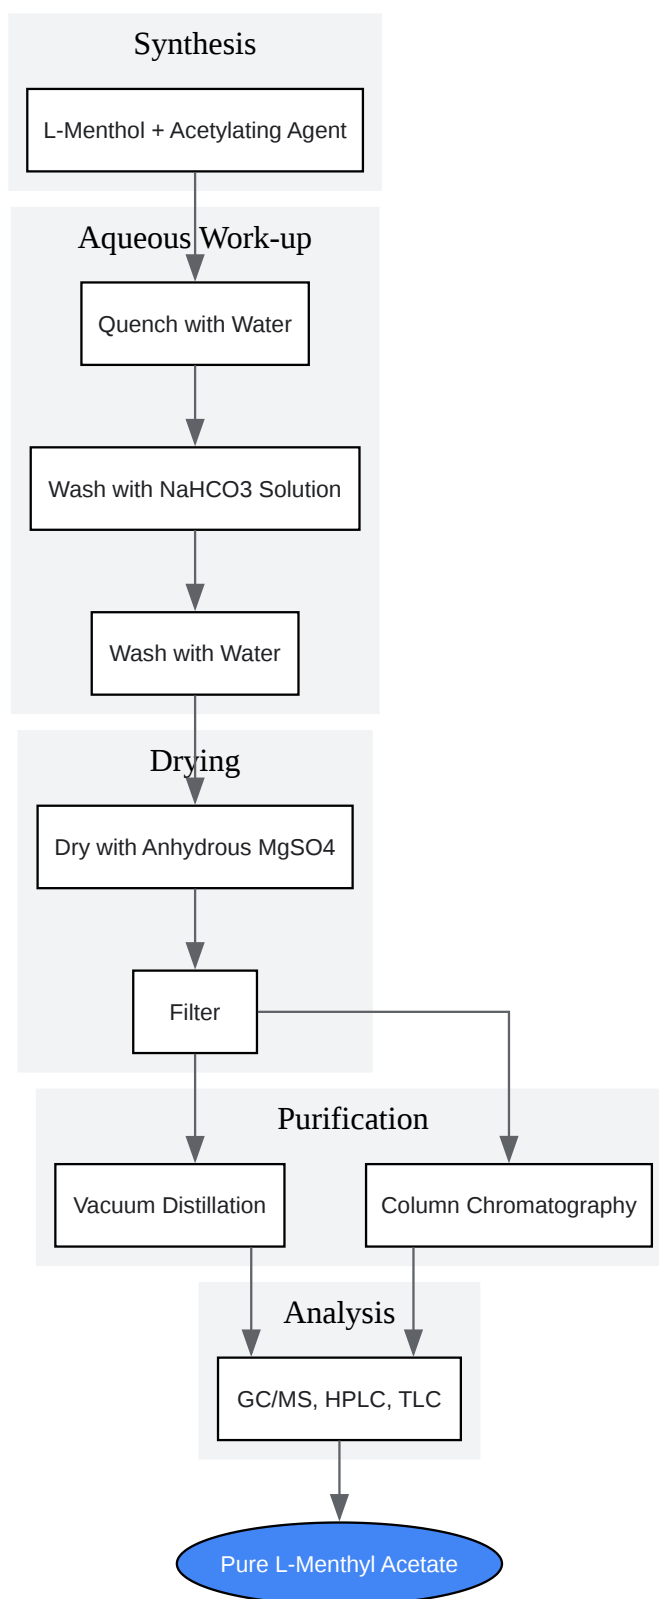 Synthesis
L-Menthol + Acetylating Agent
Aqueous Work-up
Quench with Water
Wash with NaHCO3 Solution
Wash with Water
Drying
Dry with Anhydrous MgSO4
Filter
Purification
Vacuum Distillation
Column Chromatography
Analysis
GC/MS, HPLC, TLC
Pure L-Menthyl Acetate